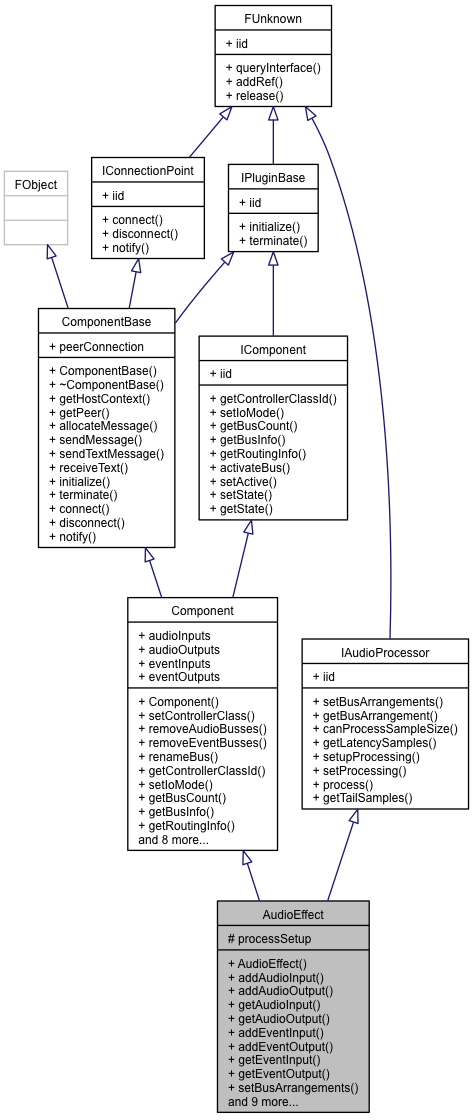 FUnknown
+ iid
+ queryInterface()
+ addRef()
+ release()
FObject
IConnectionPoint
+ iid
+ connect()
+ disconnect()
+ notify()
IPluginBase
+ iid
+ initialize()
+ terminate()
ComponentBase
+ peerConnection
+ ComponentBase()
+ ~ComponentBase()
+ getHostContext()
+ getPeer()
+ allocateMessage()
+ sendMessage()
+ sendTextMessage()
+ receiveText()
+ initialize()
+ terminate()
+ connect()
+ disconnect()
+ notify()
IComponent
+ iid
+ getControllerClassId()
+ setIoMode()
+ getBusCount()
+ getBusInfo()
+ getRoutingInfo()
+ activateBus()
+ setActive()
+ setState()
+ getState()
Component
+ audioInputs
+ audioOutputs
+ eventInputs
+ eventOutputs
+ Component()
+ setControllerClass()
+ removeAudioBusses()
+ removeEventBusses()
+ renameBus()
+ getControllerClassId()
+ setIoMode()
+ getBusCount()
+ getBusInfo()
+ getRoutingInfo()
and 8 more...
IAudioProcessor
+ iid
+ setBusArrangements()
+ getBusArrangement()
+ canProcessSampleSize()
+ getLatencySamples()
+ setupProcessing()
+ setProcessing()
+ process()
+ getTailSamples()
AudioEffect
# processSetup
+ AudioEffect()
+ addAudioInput()
+ addAudioOutput()
+ getAudioInput()
+ getAudioOutput()
+ addEventInput()
+ addEventOutput()
+ getEventInput()
+ getEventOutput()
+ setBusArrangements()
and 9 more...